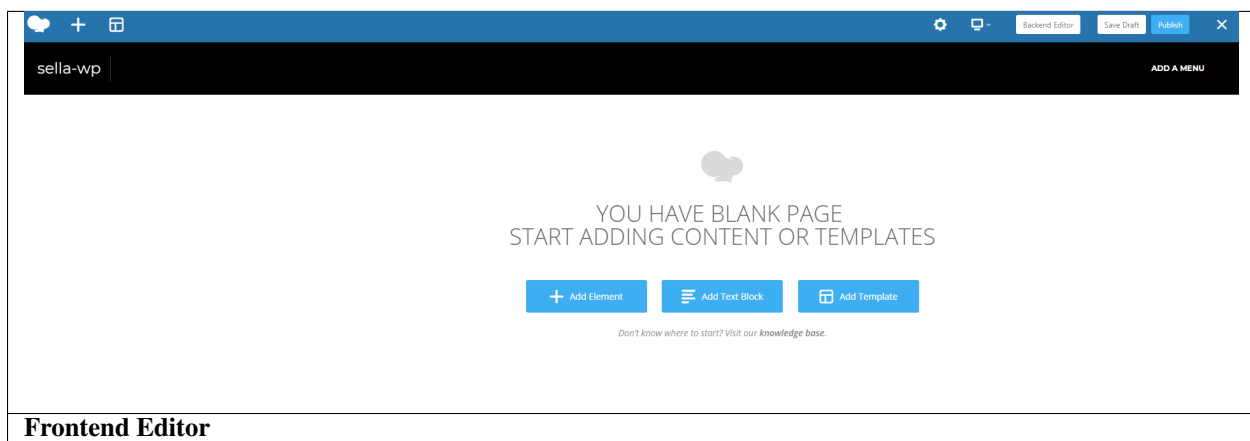 Backend Editor Save Draft Publish
sella-wp ADD A MENU
YOU HAVE BLANK PAGE
START ADDING CONTENT OR TEMPLATES
Add Element Add Text Block Add Template
Don't know where to start? Visit our knowledge base.
Frontend Editor